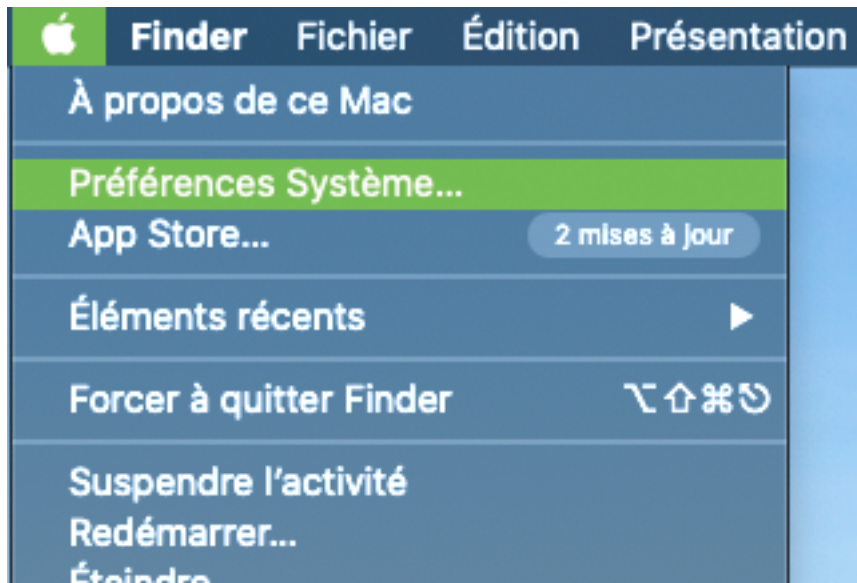 Finder Fichier Édition Présentation
À propos de ce Mac
Préférences Système...
App Store... 2 mises à jour
Éléments récents ▶
Forcer à quitter Finder ⌥⇧⌘⎋
Suspendre l’activité
Redémarrer...
Éteindre